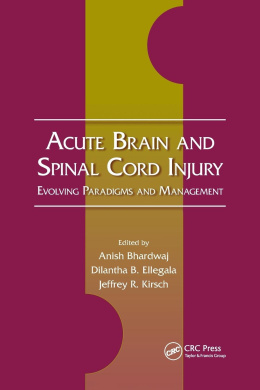 ACUTE BRAIN AND
SPINAL CORD INJURY
EVOLVING PARADIGMS AND MANAGEMENT
Edited by
Anish Bhardwaj
Dilantha B. Ellegala
Jeffrey R. Kirsch
CRC
CRC Press
Taylor & Francis Group